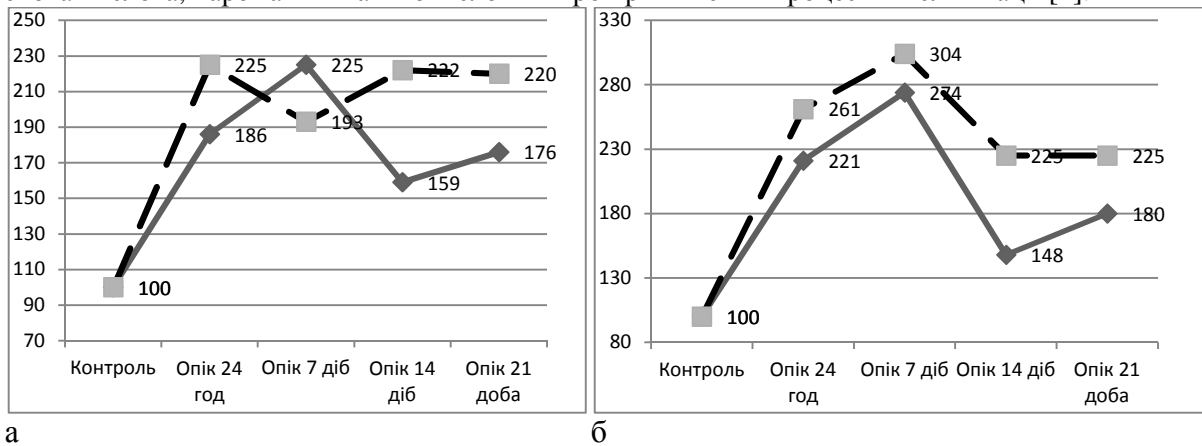 250
230
210
190
170
150
130
110
90
70
100
186
225
225
193
159
222
176
220
Контроль
Опік 24 год
Опік 7 діб
Опік 14 діб
Опік 21 доба
330
280
230
180
130
80
100
221
261
274
304
148
225
180
225
Контроль
Опік 24 год
Опік 7 діб
Опік 14 діб
Опік 21 доба
а
б